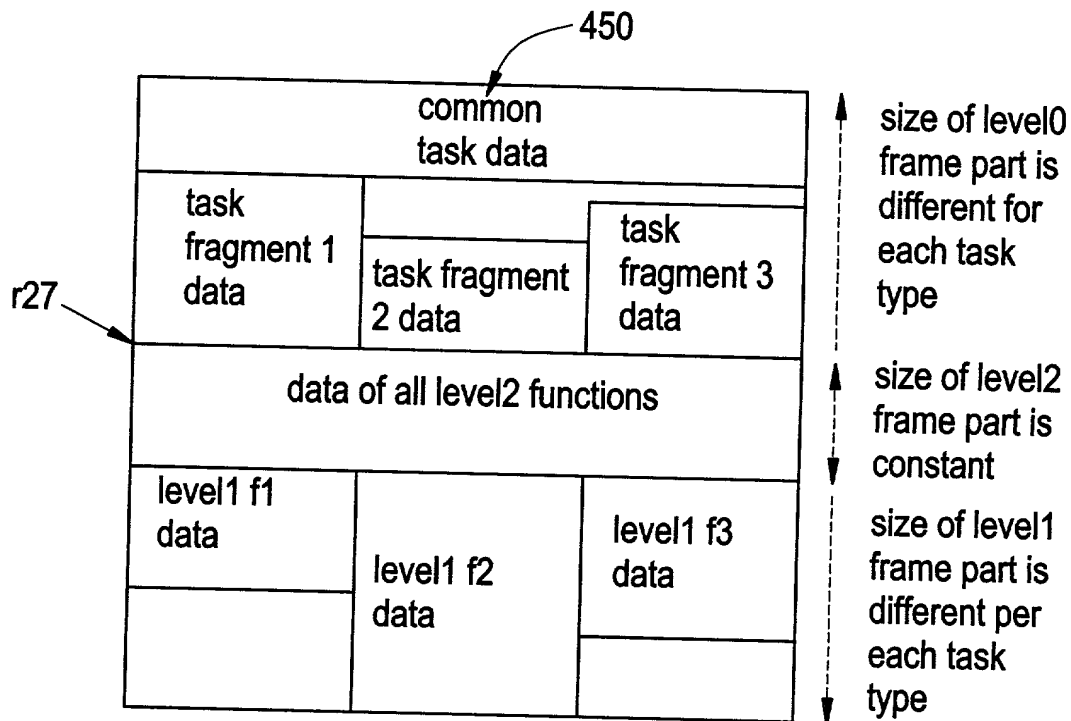 450
common
task data
task
fragment 1
data
task fragment
2 data
task
fragment 3
data
r27
data of all level2 functions
level1 f1
data
level1 f2
data
level1 f3
data
size of level0
frame part is
different for
each task
type
size of level2
frame part is
constant
size of level1
frame part is
different per
each task
type